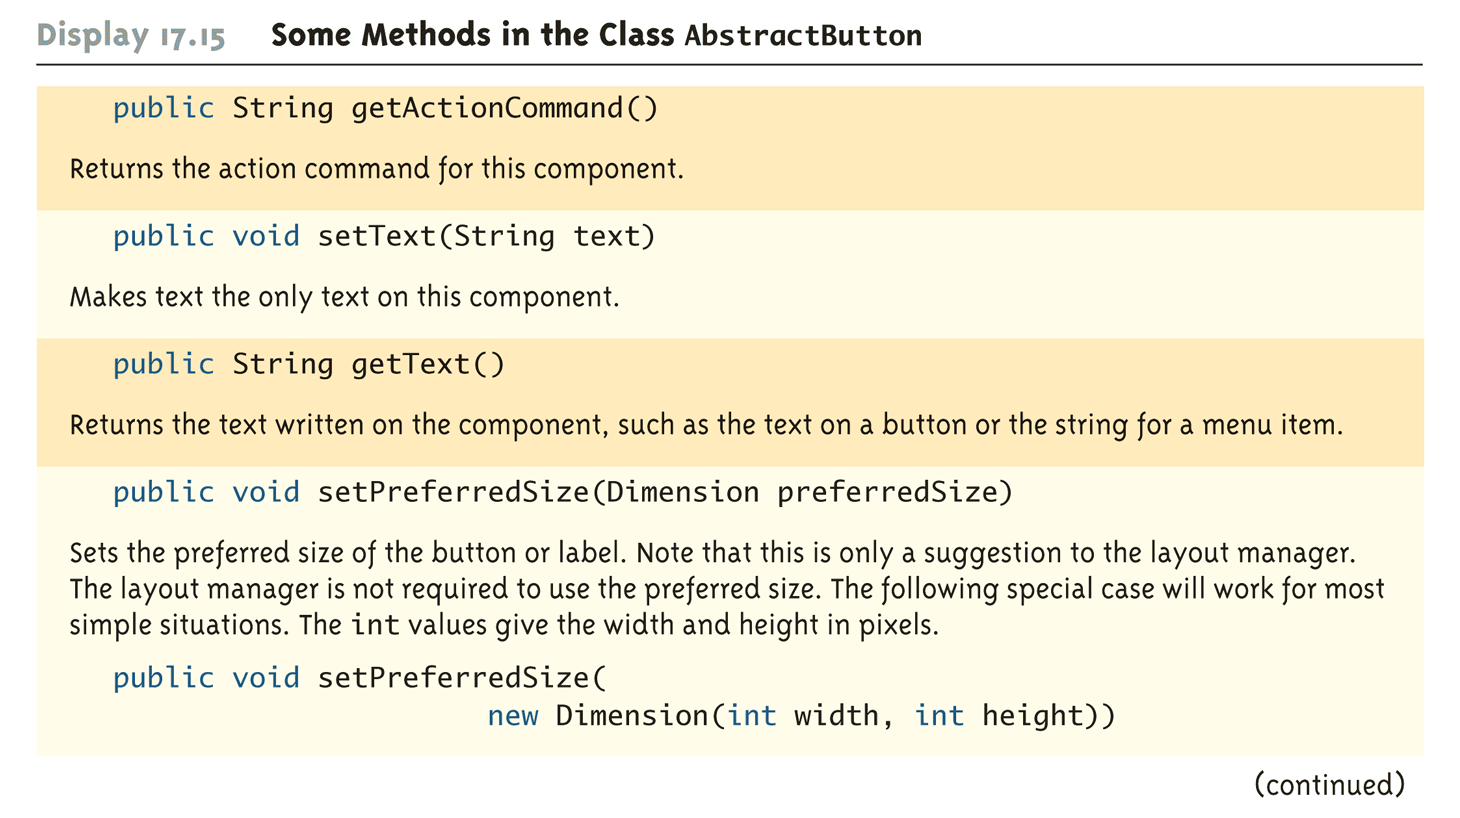 Display 17.15 Some Methods in the Class AbstractButton
public String getActionCommand()
Returns the action command for this component.
public void setText(String text)
Makes text the only text on this component.
public String getText()
Returns the text written on the component, such as the text on a button or the string for a menu item.
public void setPreferredSize(Dimension preferredSize)
Sets the preferred size of the button or label. Note that this is only a suggestion to the layout manager.
The layout manager is not required to use the preferred size. The following special case will work for most
simple situations. The int values give the width and height in pixels.
public void setPreferredSize(
new Dimension(int width, int height))
(continued)